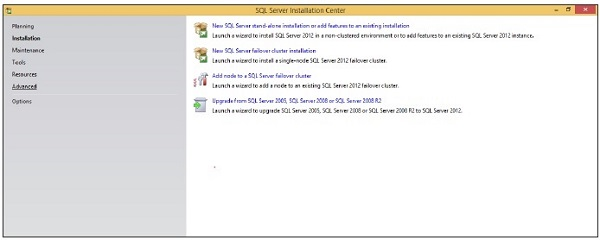 SQL Server Installation Center
Planning
Installation
Maintenance
Tools
Resources
Advanced
Options
New SQL Server stand-alone installation or add features to an existing installation
Launch a wizard to install SQL Server 2012 in a non-clustered environment or to add features to an existing SQL Server 2012 instance.
New SQL Server failover cluster installation
Launch a wizard to install a single-node SQL Server 2012 failover cluster.
Add node to a SQL Server failover cluster
Launch a wizard to add a node to an existing SQL Server 2012 failover cluster.
Upgrade from SQL Server 2005, SQL Server 2008 or SQL Server 2008 R2
Launch a wizard to upgrade SQL Server 2005, SQL Server 2008 or SQL Server 2008 R2 to SQL Server 2012.